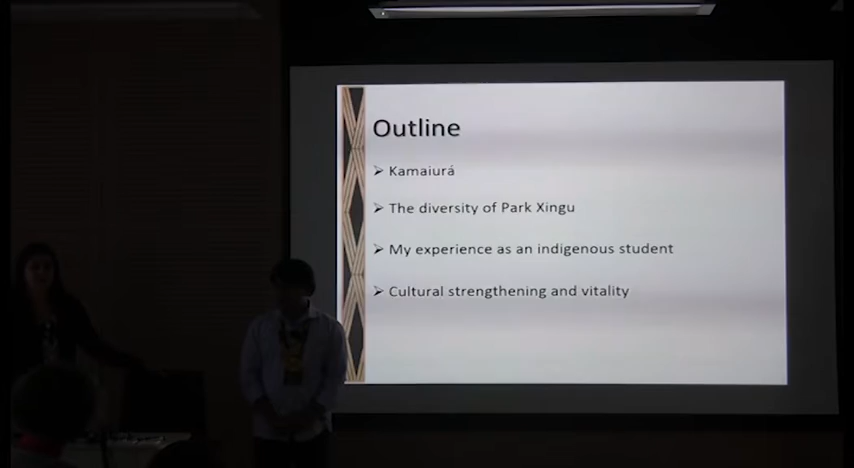 Outline
➢ Kamaiurá
➢ The diversity of Park Xingu
➢ My experience as an indigenous student
➢ Cultural strengthening and vitality